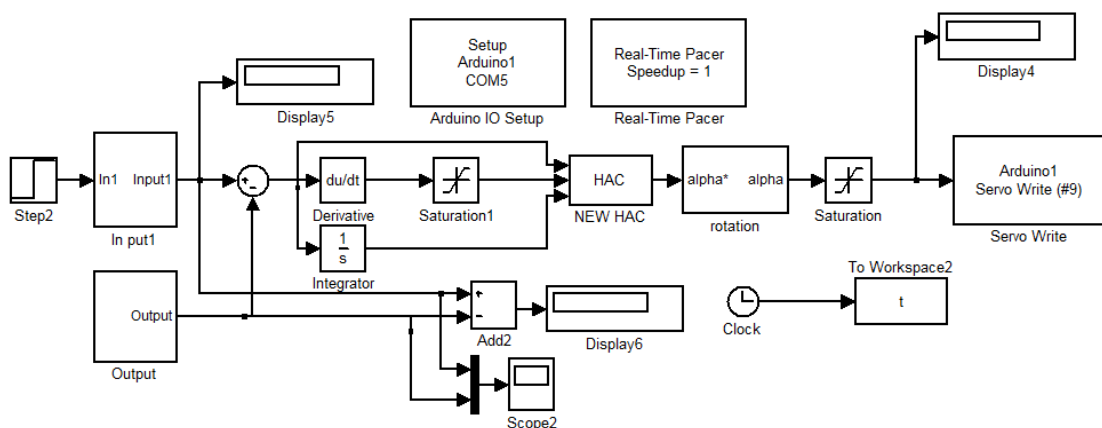 Setup
Arduino1
COM5
Arduino IO Setup
Real-Time Pacer
Speedup = 1
Real-Time Pacer
Display4
Display5
Step2
In1
Input1
In put1
+
-
du/dt
Derivative
Saturation1
1
s
Integrator
HAC
NEW HAC
alpha*
alpha
rotation
Saturation
Arduino1
Servo Write (#9)
Servo Write
Output
Output
+
-
Add2
Display6
Scope2
Clock
To Workspace2
t